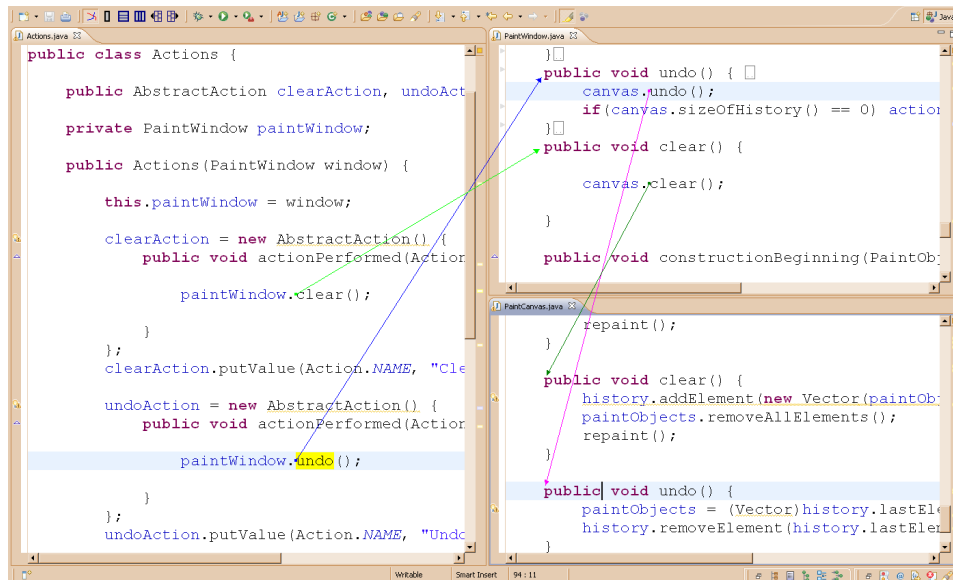 Java
Actions.java
public class Actions {
public AbstractAction clearAction, undoAct
private PaintWindow paintWindow;
public Actions(PaintWindow window) {
this.paintWindow = window;
clearAction = new AbstractAction() {
public void actionPerformed(Action
paintWindow.clear();
}
};
clearAction.putValue(Action.NAME, "Cle
undoAction = new AbstractAction() {
public void actionPerformed(Action
paintWindow.undo();
}
};
undoAction.putValue(Action.NAME, "Undo
PaintWindow.java
}
public void undo() {
canvas.undo();
if(canvas.sizeOfHistory() == 0) action
}
public void clear() {
canvas.clear();
}
public void constructionBeginning(PaintObj
PaintCanvas.java
repaint();
}
public void clear() {
history.addElement(new Vector(paintObj
paintObjects.removeAllElements();
repaint();
}
public void undo() {
paintObjects = (Vector)history.lastEle
history.removeElement(history.lastElem
}
Writable Smart Insert 94 : 11